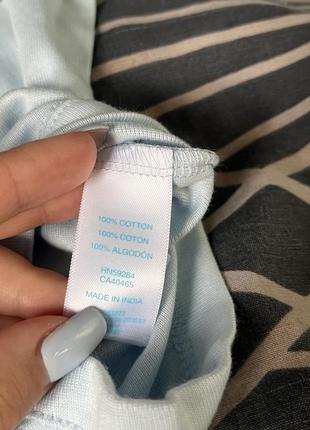 100% COTTON
100% COTON
100% ALGODÓN
HN59284
CA40465
MADE IN INDIA